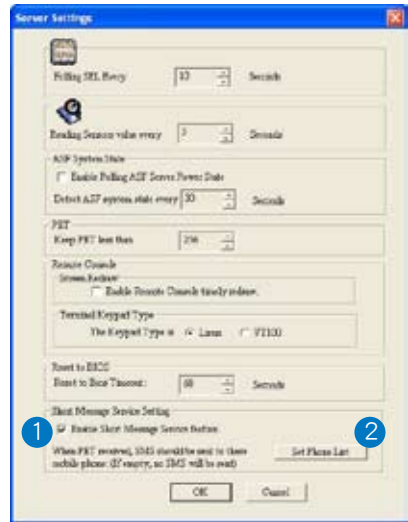 Server Settings
Polling SEL Every 10 Seconds
Reading Sensor value every 3 Seconds
ASF System State
Enable Polling ASF Server Power State
Detect ASF system state every 30 Seconds
PET
Keep PET less than 256
Remote Console
Screen Redraw
Enable Remote Console timely redraw.
Terminal Keypad Type
The Keypad Type is Linux VT100
Reset to BIOS
Reset to Bios Timeout: 60 Seconds
Short Message Service Setting
1 Enable Short Message Service feature. 2
When PET received, SMS should be sent to these Set Phone List
mobile phone. (If empty, no SMS will be sent)
OK Cancel